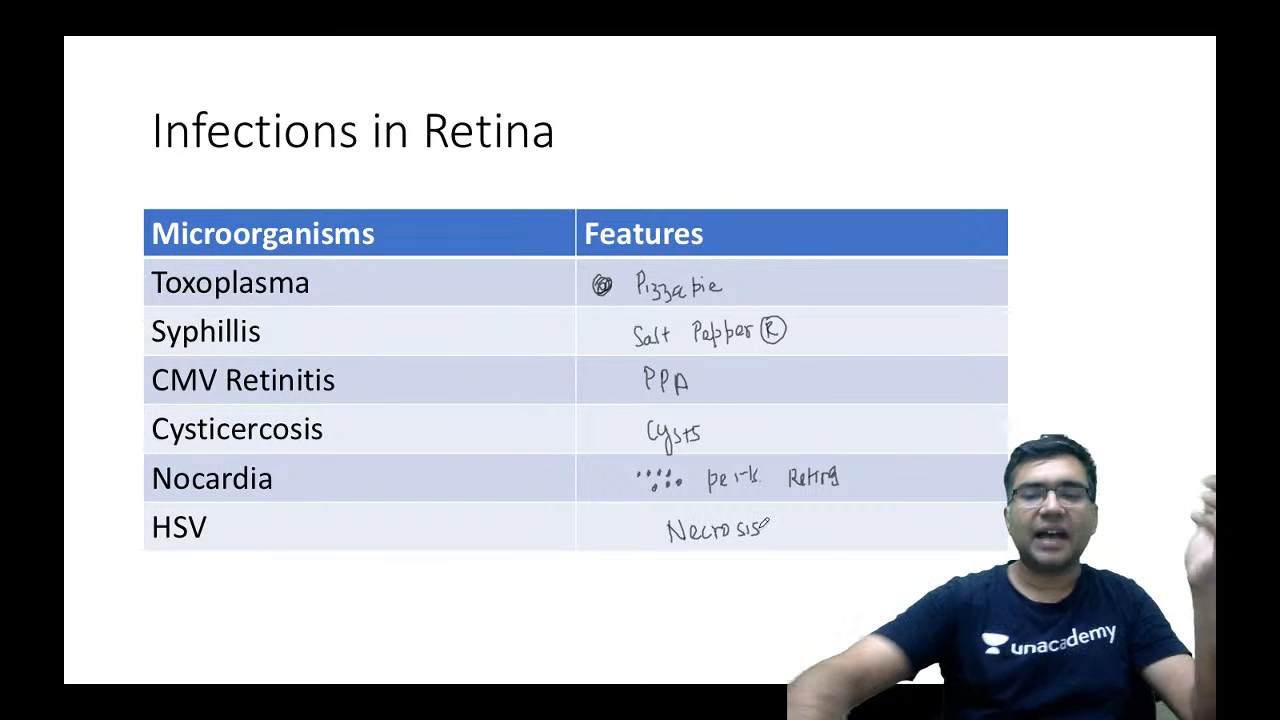 Infections in Retina
Microorganisms Features
Toxoplasma Pizza pie
Syphillis Salt Pepper R
CMV Retinitis PPA
Cysticercosis Cysts
Nocardia Retina
HSV Necrosis
unacademy